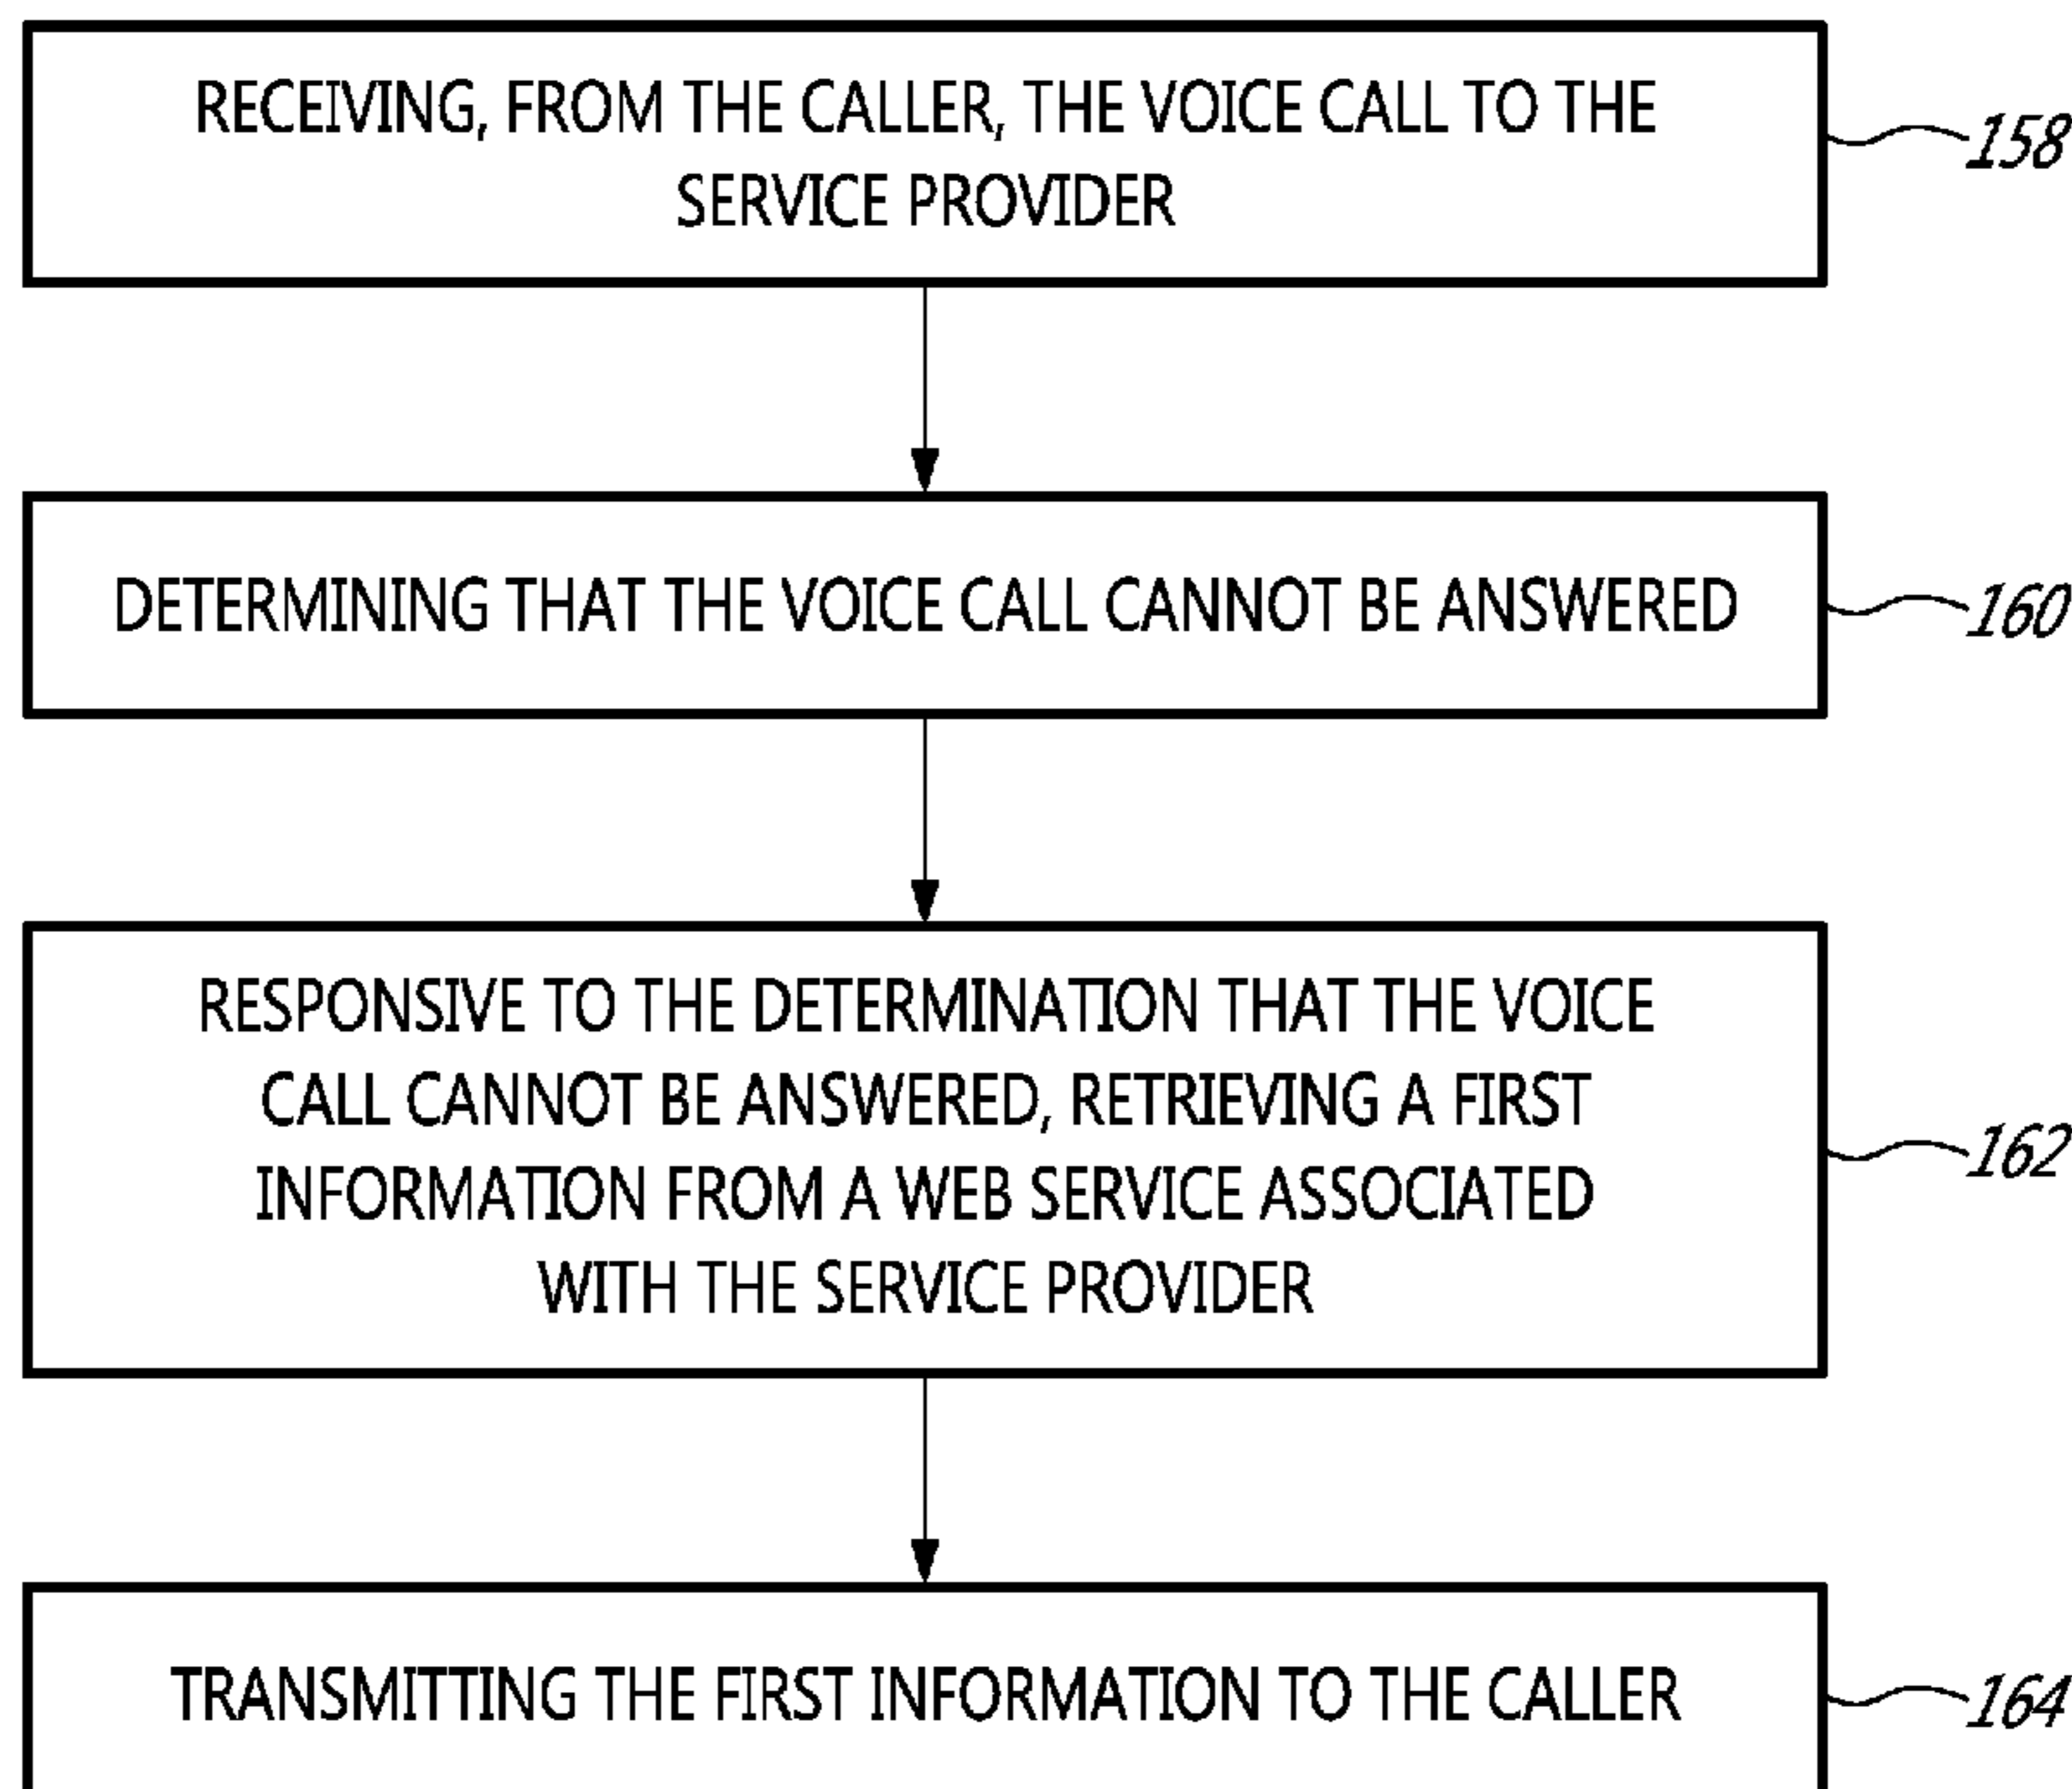 RECEIVING, FROM THE CALLER, THE VOICE CALL TO THE
SERVICE PROVIDER
158
DETERMINING THAT THE VOICE CALL CANNOT BE ANSWERED
160
RESPONSIVE TO THE DETERMINATION THAT THE VOICE
CALL CANNOT BE ANSWERED, RETRIEVING A FIRST
INFORMATION FROM A WEB SERVICE ASSOCIATED
WITH THE SERVICE PROVIDER
162
TRANSMITTING THE FIRST INFORMATION TO THE CALLER
164